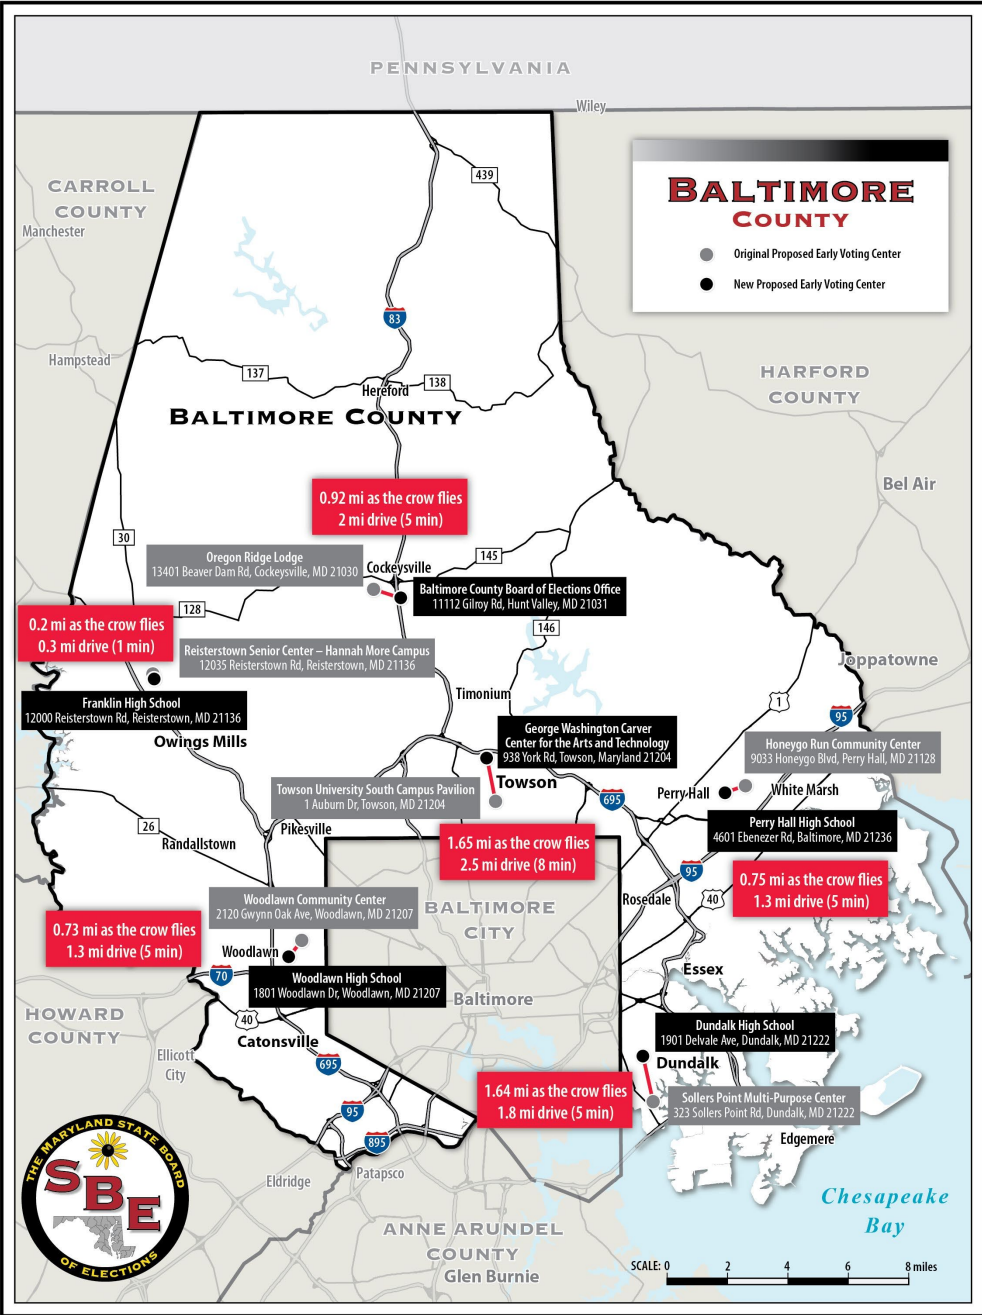 PENNSYLVANIA
Wiley
CARROLL
COUNTY
Manchester
439
BALTIMORE
COUNTY
Original Proposed Early Voting Center
New Proposed Early Voting Center
83
Hampstead
137
Hereford
138
HARFORD
COUNTY
BALTIMORE COUNTY
Bel Air
0.92 mi as the crow flies
2 mi drive (5 min)
30
Oregon Ridge Lodge
13401 Beaver Dam Rd, Cockeysville, MD 21030
Cockeysville
145
Baltimore County Board of Elections Office
11112 Gilroy Rd, Hunt Valley, MD 21031
128
0.2 mi as the crow flies
0.3 mi drive (1 min)
146
Reisterstown Senior Center – Hannah More Campus
12035 Reisterstown Rd, Reisterstown, MD 21136
Joppatowne
Franklin High School
12000 Reisterstown Rd, Reisterstown, MD 21136
Timonium
1
95
Owings Mills
George Washington Carver
Center for the Arts and Technology
938 York Rd, Towson, Maryland 21204
Honeygo Run Community Center
9033 Honeygo Blvd, Perry Hall, MD 21128
Towson University South Campus Pavilion
1 Auburn Dr, Towson, MD 21204
Towson
695
Perry Hall
White Marsh
26
Randallstown
Pikesville
Perry Hall High School
4601 Ebenezer Rd, Baltimore, MD 21236
1.65 mi as the crow flies
2.5 mi drive (8 min)
95
0.75 mi as the crow flies
1.3 mi drive (5 min)
Woodlawn Community Center
2120 Gwynn Oak Ave, Woodlawn, MD 21207
BALTIMORE
CITY
Rosedale
40
0.73 mi as the crow flies
1.3 mi drive (5 min)
Woodlawn
70
Woodlawn High School
1801 Woodlawn Dr, Woodlawn, MD 21207
Essex
Baltimore
HOWARD
COUNTY
40
Catonsville
Dundalk High School
1901 Delvale Ave, Dundalk, MD 21222
Ellicott
City
695
Dundalk
1.64 mi as the crow flies
1.8 mi drive (5 min)
Sollers Point Multi-Purpose Center
323 Sollers Point Rd, Dundalk, MD 21222
95
895
Edgemere
THE MARYLAND STATE BOARD
SBE
OF ELECTIONS
Eldridge
Patapsco
Chesapeake
Bay
ANNE ARUNDEL
COUNTY
Glen Burnie
SCALE: 0 2 4 6 8 miles